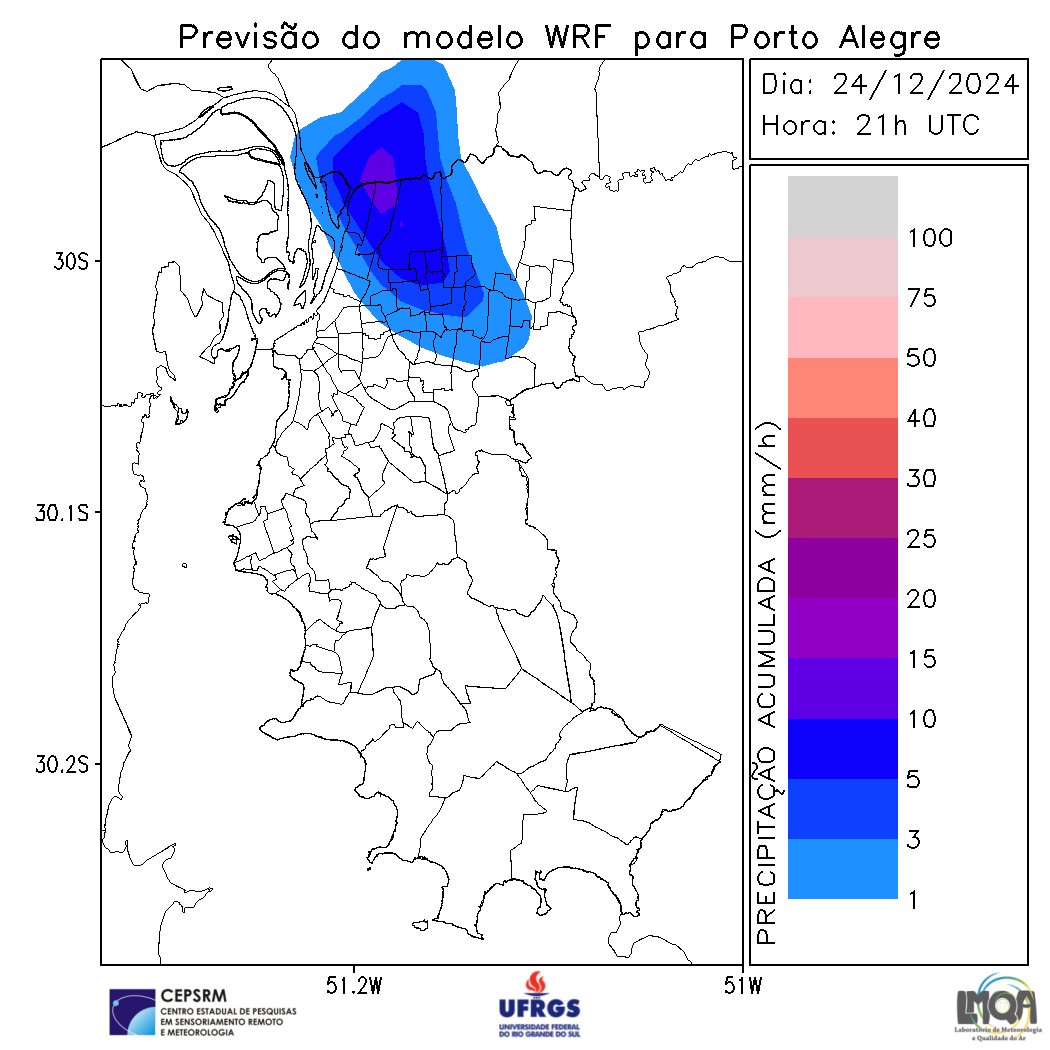 Previsão do modelo WRF para Porto Alegre
Dia: 24/12/2024
Hora: 21h UTC
30S
30.1S
30.2S
51.2W
51W
PRECIPITAÇÃO ACUMULADA (mm/h)
100
75
50
40
30
25
20
15
10
5
3
1
CEPSRM
CENTRO ESTADUAL DE PESQUISAS
EM SENSORIAMENTO REMOTO
E METEOROLOGIA
UFRGS
UNIVERSIDADE FEDERAL
DO RIO GRANDE DO SUL
LMQA
Laboratório de Meteorologia
e Qualidade do Ar